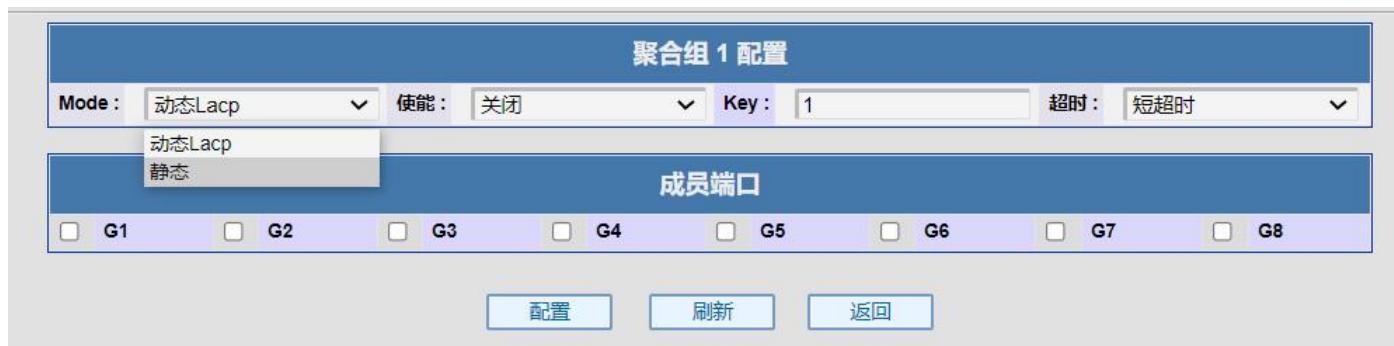 聚合组 1 配置
Mode : 动态Lacp 使能 : 关闭 Key : 1 超时 : 短超时
动态Lacp
静态
成员端口
G1 G2 G3 G4 G5 G6 G7 G8
配置 刷新 返回